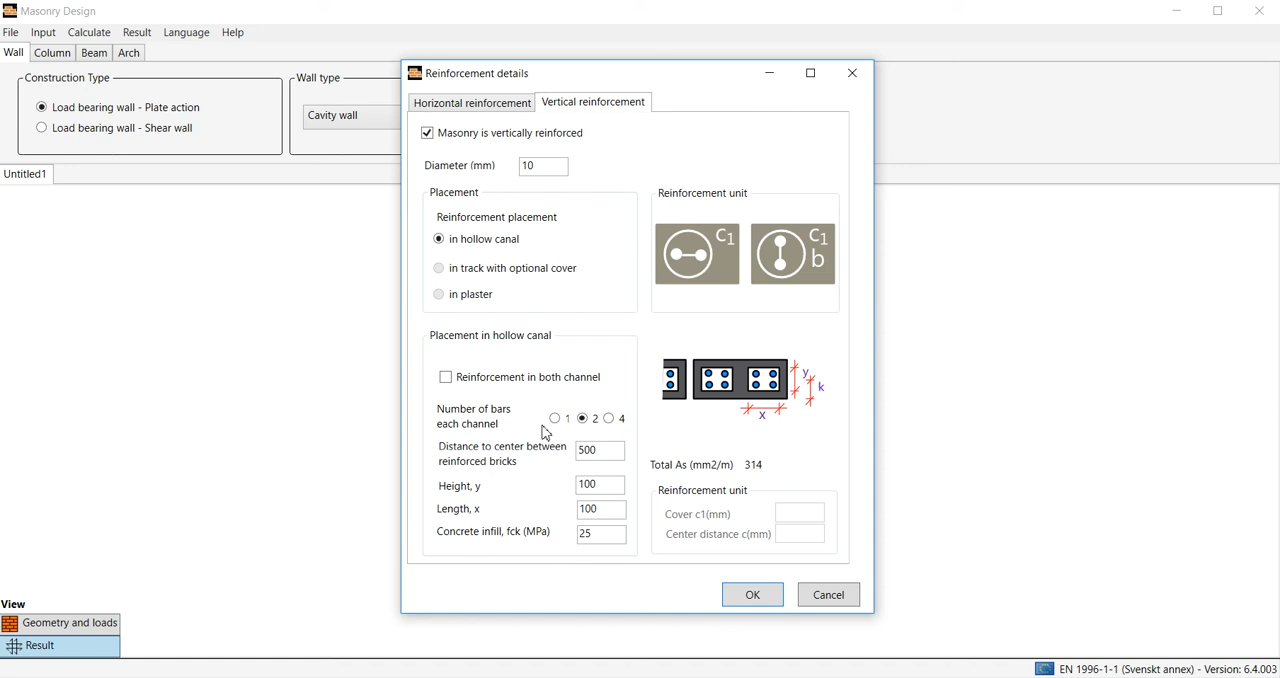 Masonry Design
File Input Calculate Result Language Help
Wall Column Beam Arch
Construction Type
Load bearing wall - Plate action
Load bearing wall - Shear wall
Wall type
Cavity wall
Untitled1
Reinforcement details
Horizontal reinforcement Vertical reinforcement
Masonry is vertically reinforced
Diameter (mm) 10
Placement
Reinforcement placement
in hollow canal
in track with optional cover
in plaster
Reinforcement unit
C1
C1
b
Placement in hollow canal
Reinforcement in both channel
Number of bars
each channel
1 2 4
Distance to center between
reinforced bricks
500
Height, y 100
Length, x 100
Concrete infill, fck (MPa) 25
y
k
x
Total As (mm2/m) 314
Reinforcement unit
Cover c1(mm)
Center distance c(mm)
OK Cancel
View
Geometry and loads
Result
EN 1996-1-1 (Svenskt annex) - Version: 6.4.003